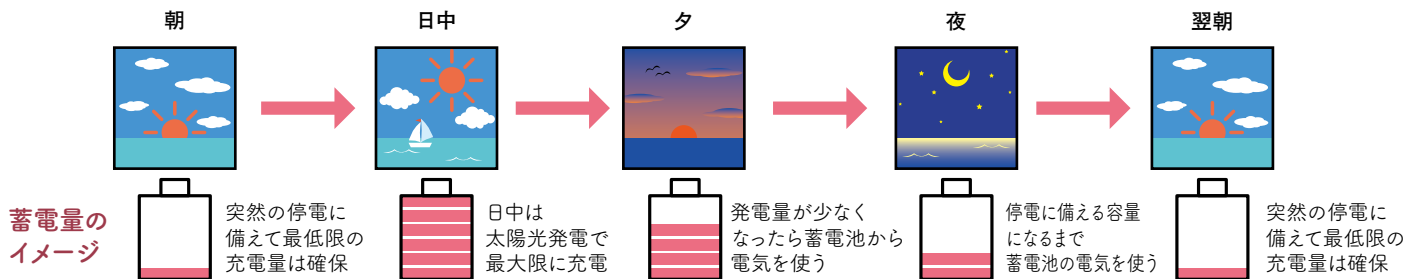 朝
日中
夕
夜
翌朝
蓄電量の
イメージ
突然の停電に
備えて最低限の
充電量は確保
日中は
太陽光発電で
最大限に充電
発電量が少なく
なったら蓄電池から
電気を使う
停電に備える容量
になるまで
蓄電池の電気を使う
突然の停電に
備えて最低限の
充電量は確保